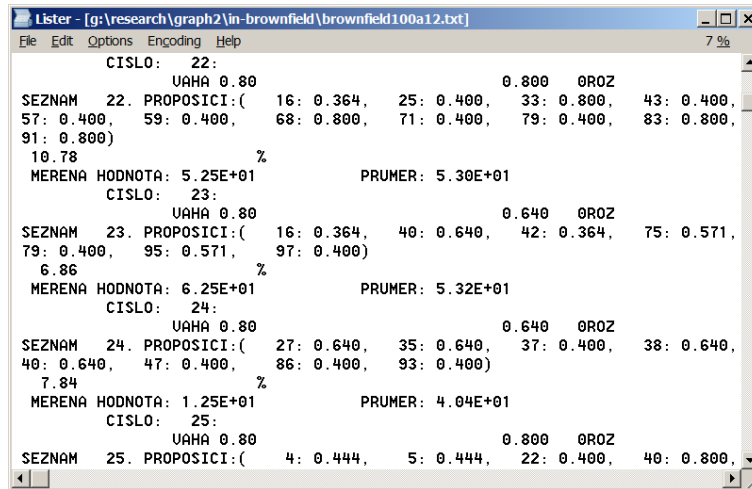 Lister - [g:\research\graph2\in-brownfield\brownfield100a12.txt]
File Edit Options Encoding Help 7 %
CISLO: 22:
VAHA 0.80 0.800 0ROZ
SEZNAM 22. PROPOSICI:( 16: 0.364, 25: 0.400, 33: 0.800, 43: 0.400,
57: 0.400, 59: 0.400, 68: 0.800, 71: 0.400, 79: 0.400, 83: 0.800,
91: 0.800)
10.78 %
MERENA HODNOTA: 5.25E+01 PRUMER: 5.30E+01
CISLO: 23:
VAHA 0.80 0.640 0ROZ
SEZNAM 23. PROPOSICI:( 16: 0.364, 40: 0.640, 42: 0.364, 75: 0.571,
79: 0.400, 95: 0.571, 97: 0.400)
6.86 %
MERENA HODNOTA: 6.25E+01 PRUMER: 5.32E+01
CISLO: 24:
VAHA 0.80 0.640 0ROZ
SEZNAM 24. PROPOSICI:( 27: 0.640, 35: 0.640, 37: 0.400, 38: 0.640,
40: 0.640, 47: 0.400, 86: 0.400, 93: 0.400)
7.84 %
MERENA HODNOTA: 1.25E+01 PRUMER: 4.04E+01
CISLO: 25:
VAHA 0.80 0.800 0ROZ
SEZNAM 25. PROPOSICI:( 4: 0.444, 5: 0.444, 22: 0.400, 40: 0.800,